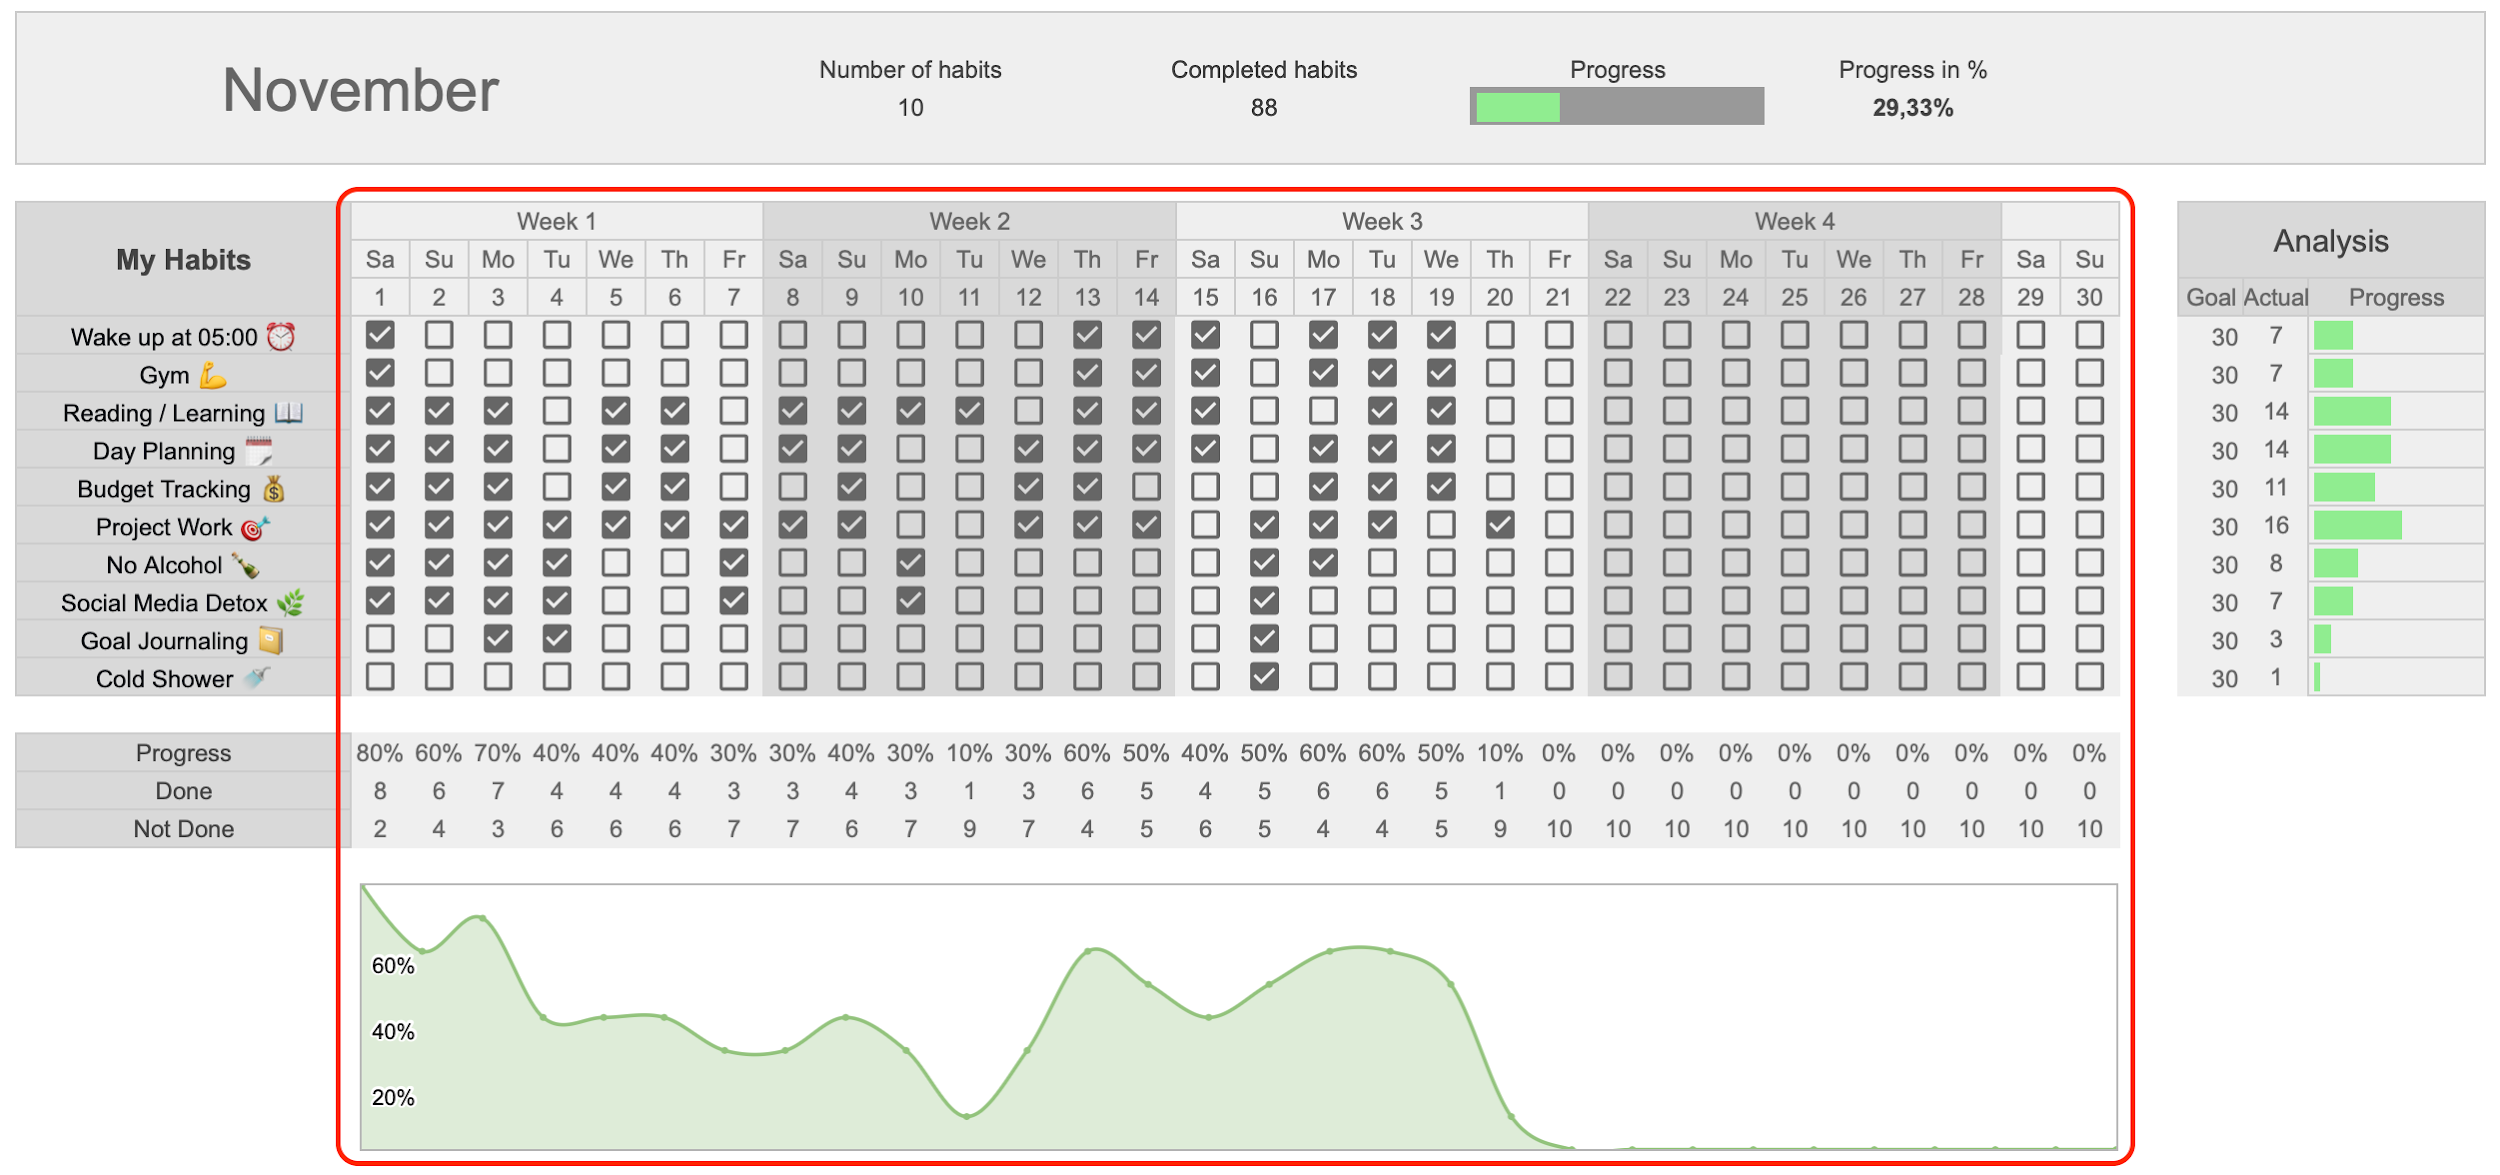 Number of habits Completed habits Progress Progress in %
November
10 88 29,33%
Week 1 Week 2 Week 3 Week 4
My Habits Analysis
Sa Su Mo Tu We Th Fr Sa Su Mo Tu We Th Fr Sa Su Mo Tu We Th Fr Sa Su Mo Tu We Th Fr Sa Su
1 2 3 4 5 6 7 8 9 10 11 12 13 14 15 16 17 18 19 20 21 22 23 24 25 26 27 28 29 30 Goal Actual Progress
Wake up at 05:00 30 7
Gym 30 7
Reading / Learning 30 14
Day Planning 30 14
Budget Tracking 30 11
Project Work 30 16
No Alcohol 30 8
Social Media Detox 30 7
Goal Journaling 30 3
Cold Shower 30 1
Progress 80% 60% 70% 40% 40% 40% 30% 30% 40% 30% 10% 30% 60% 50% 40% 50% 60% 60% 50% 10% 0% 0% 0% 0% 0% 0% 0% 0% 0% 0%
Done 8 6 7 4 4 4 3 3 4 3 1 3 6 5 4 5 6 6 5 1 0 0 0 0 0 0 0 0 0 0
Not Done 2 4 3 6 6 6 7 7 6 7 9 7 4 5 6 5 4 4 5 9 10 10 10 10 10 10 10 10 10 10
60%
40%
20%